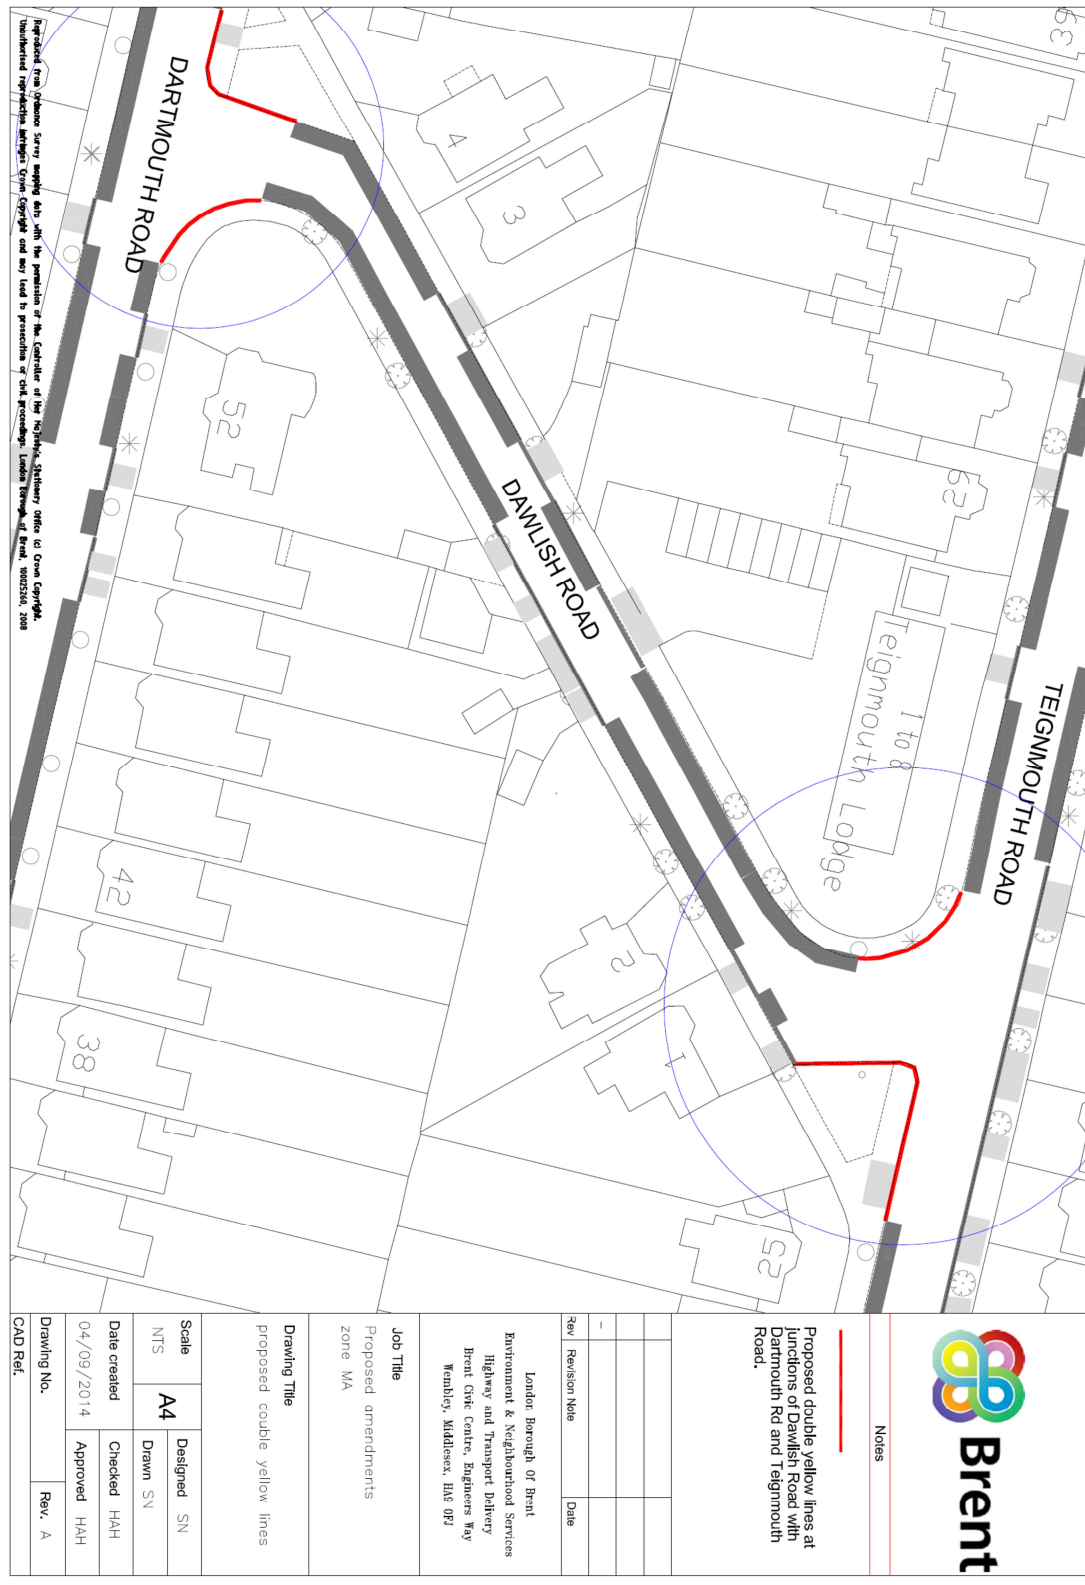 Reproduced from Ordnance Survey mapping data with the permission of the Controller of Her Majesty's Stationery Office (c) Crown Copyright.
Unauthorised reproduction infringes Crown Copyright and may lead to prosecution or civil proceedings. London Borough of Brent, 100025260, 2008
DARTMOUTH ROAD
DAWLISH ROAD
TEIGNMOUTH ROAD
39
4
3
52
62
1 to 8
Teignmouth Lodge
42
2
1
38
52
Brent
Notes
Proposed double yellow lines at
junctions of Dawlish Road with
Dartmouth Rd and Teignmouth
Road.
-
Rev
Revision Note
Date
London Borough Of Brent
Environment & Neighbourhood Services
Highway and Transport Delivery
Brent Civic Centre, Engineers Way
Wembley, Middlesex, HA9 0FJ
Job Title
Proposed amendments
zone MA
Drawing Title
proposed double yellow lines
Scale
NTS
A4
Designed SN
Drawn SN
Date created
04/09/2014
Checked HAH
Approved HAH
Drawing No.
Rev. A
CAD Ref.